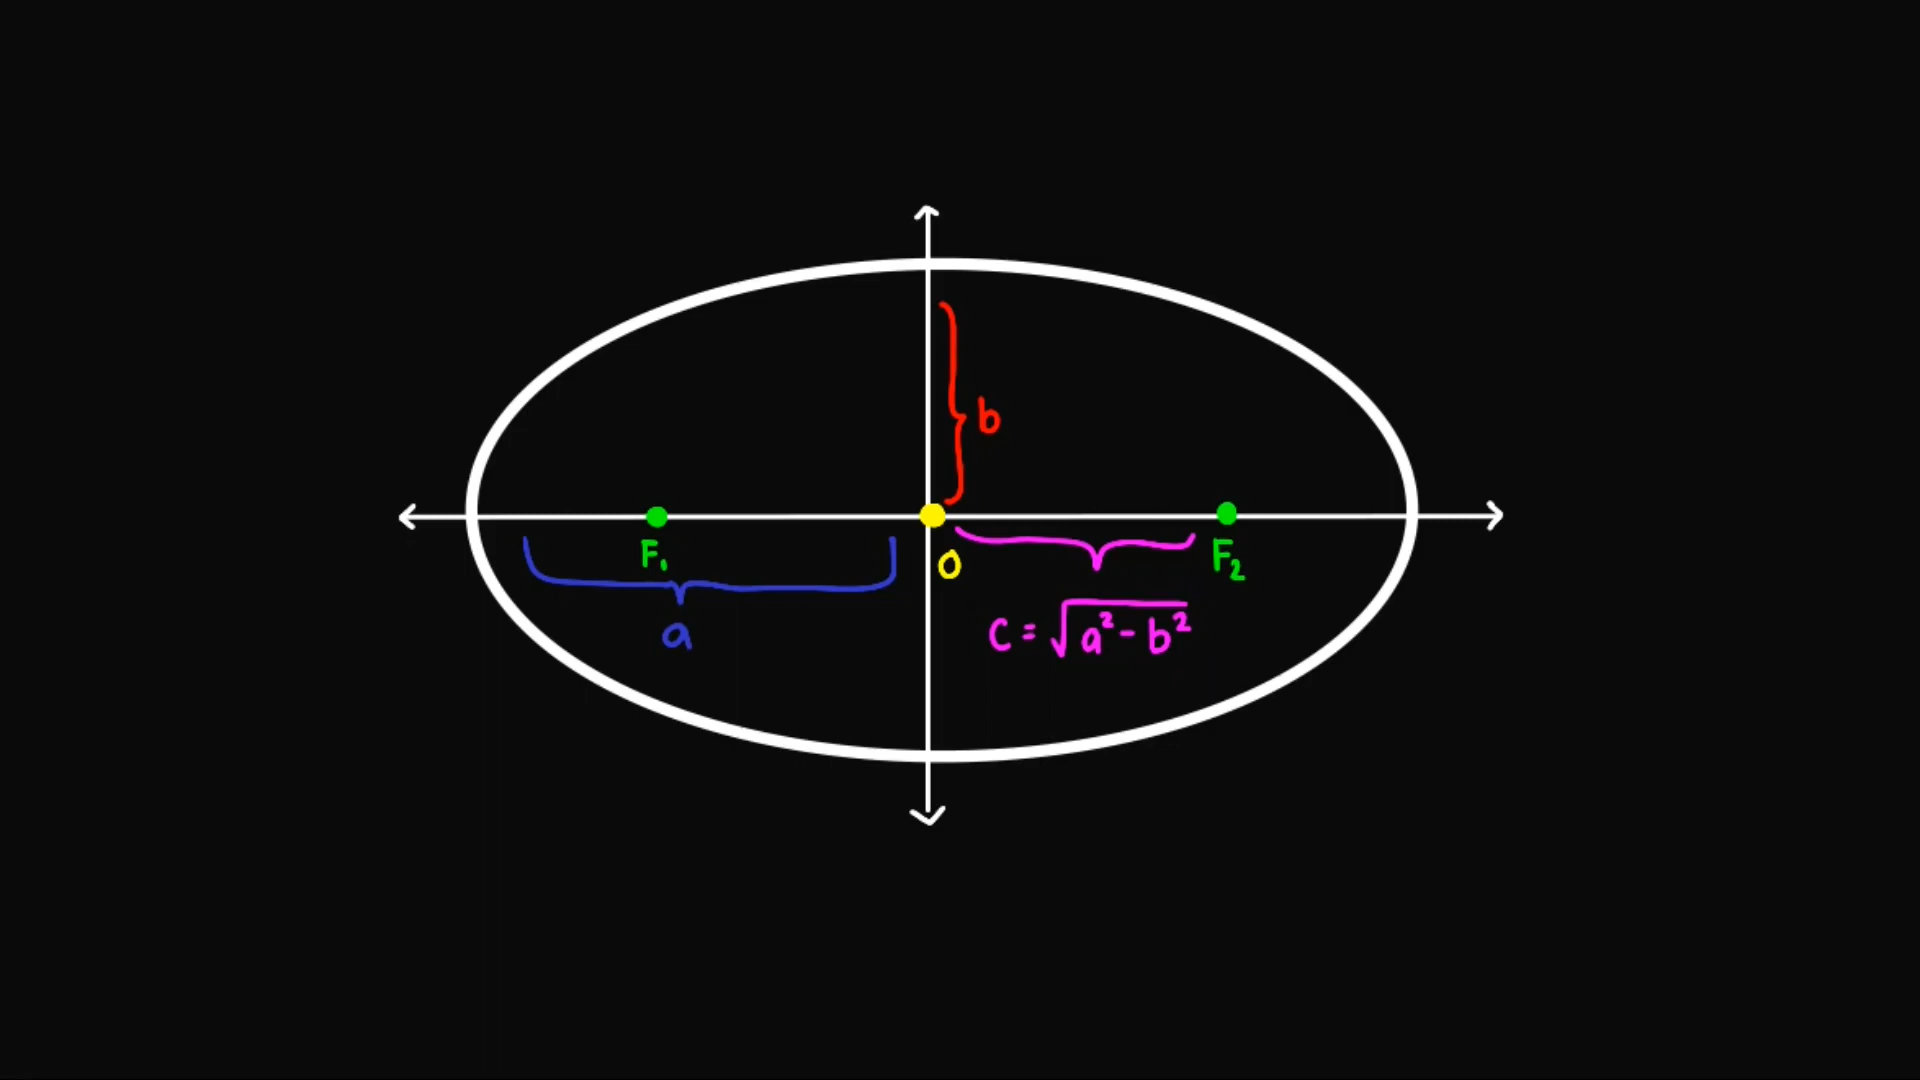 b
F₁
O
F₂
a
c = √a² - b²